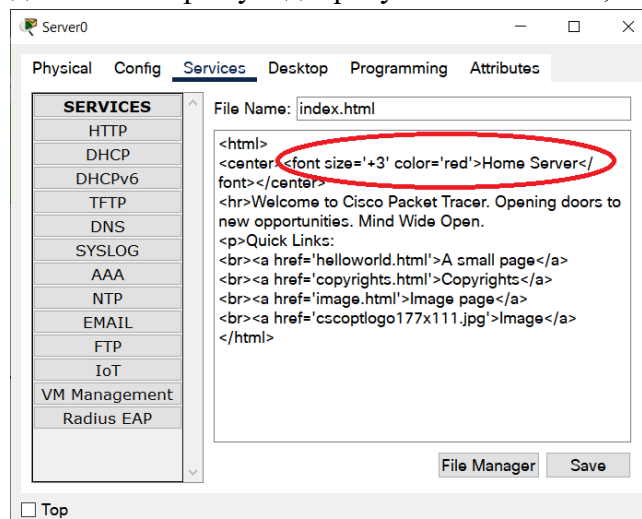 Server0
Physical Config Services Desktop Programming Attributes
SERVICES
HTTP
DHCP
DHCPv6
TFTP
DNS
SYSLOG
AAA
NTP
EMAIL
FTP
IoT
VM Management
Radius EAP
File Name: index.html
<html>
<center><font size='+3' color='red'>Home Server</
font></center>
<hr>Welcome to Cisco Packet Tracer. Opening doors to
new opportunities. Mind Wide Open.
<p>Quick Links:
<br><a href='helloworld.html'>A small page</a>
<br><a href='copyrights.html'>Copyrights</a>
<br><a href='image.html'>Image page</a>
<br><a href='cscoptlogo177x111.jpg'>Image</a>
</html>
File Manager Save
Top